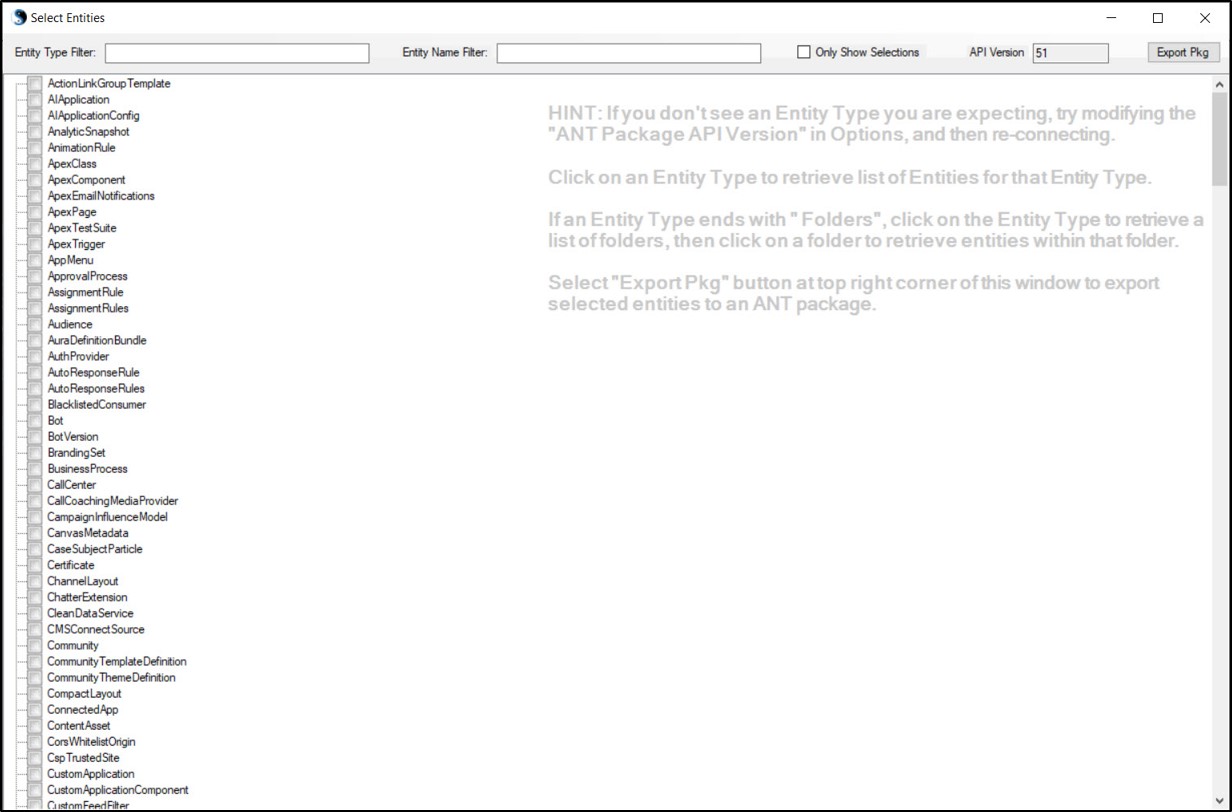 Select Entities
Entity Type Filter:
Entity Name Filter:
Only Show Selections
API Version
51
Export Pkg
ActionLinkGroupTemplate
AIApplication
AIApplicationConfig
AnalyticSnapshot
AnimationRule
ApexClass
ApexComponent
ApexEmailNotifications
ApexPage
ApexTestSuite
ApexTrigger
AppMenu
ApprovalProcess
AssignmentRule
AssignmentRules
Audience
AuraDefinitionBundle
AuthProvider
AutoResponseRule
AutoResponseRules
BlacklistedConsumer
Bot
BotVersion
BrandingSet
BusinessProcess
CallCenter
CallCoachingMediaProvider
CampaignInfluenceModel
CanvasMetadata
CaseSubjectParticle
Certificate
ChannelLayout
ChatterExtension
CleanDataService
CMSConnectSource
Community
CommunityTemplateDefinition
CommunityThemeDefinition
CompactLayout
ConnectedApp
ContentAsset
CorsWhitelistOrigin
CspTrustedSite
CustomApplication
CustomApplicationComponent
CustomFeedFilter
HINT: If you don't see an Entity Type you are expecting, try modifying the
"ANT Package API Version" in Options, and then re-connecting.
Click on an Entity Type to retrieve list of Entities for that Entity Type.
If an Entity Type ends with " Folders", click on the Entity Type to retrieve a
list of folders, then click on a folder to retrieve entities within that folder.
Select "Export Pkg" button at top right corner of this window to export
selected entities to an ANT package.